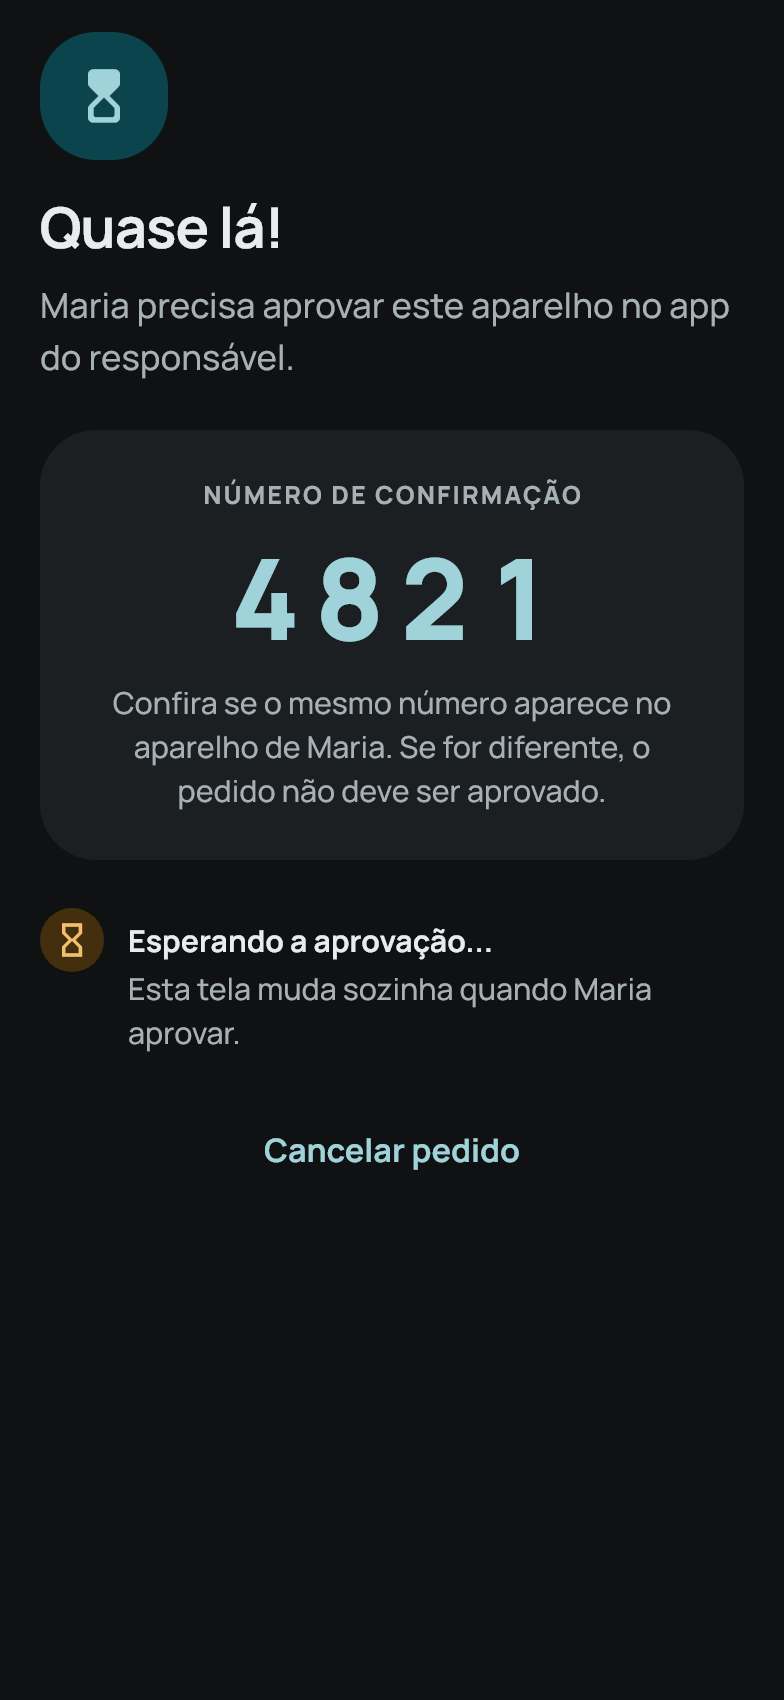 Quase lá!
Maria precisa aprovar este aparelho no app
do responsável.
NÚMERO DE CONFIRMAÇÃO
4821
Confira se o mesmo número aparece no
aparelho de Maria. Se for diferente, o
pedido não deve ser aprovado.
Esperando a aprovação...
Esta tela muda sozinha quando Maria
aprovar.
Cancelar pedido